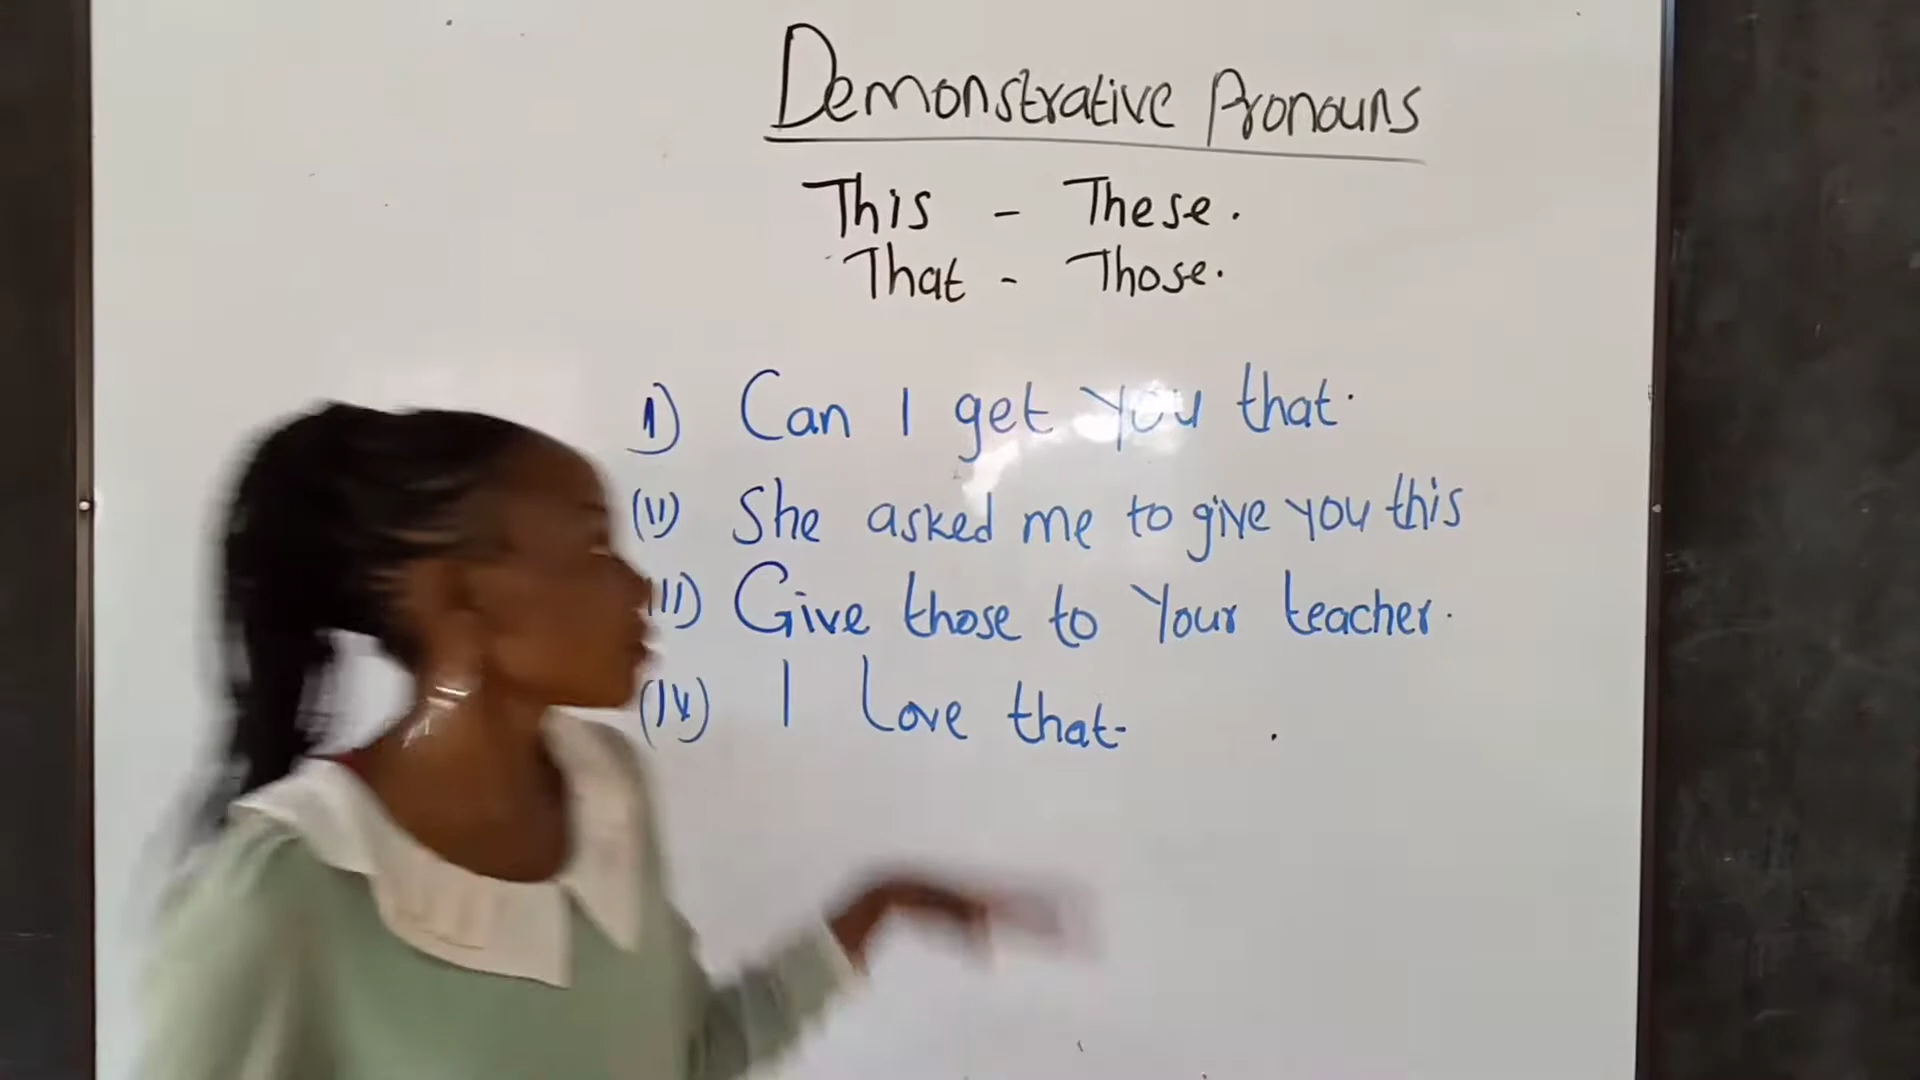 Demonstrative Pronouns
This - These.
That - Those.
1) Can I get you that.
(II) She asked me to give you this
III) Give those to Your teacher.
(IV) I Love that.